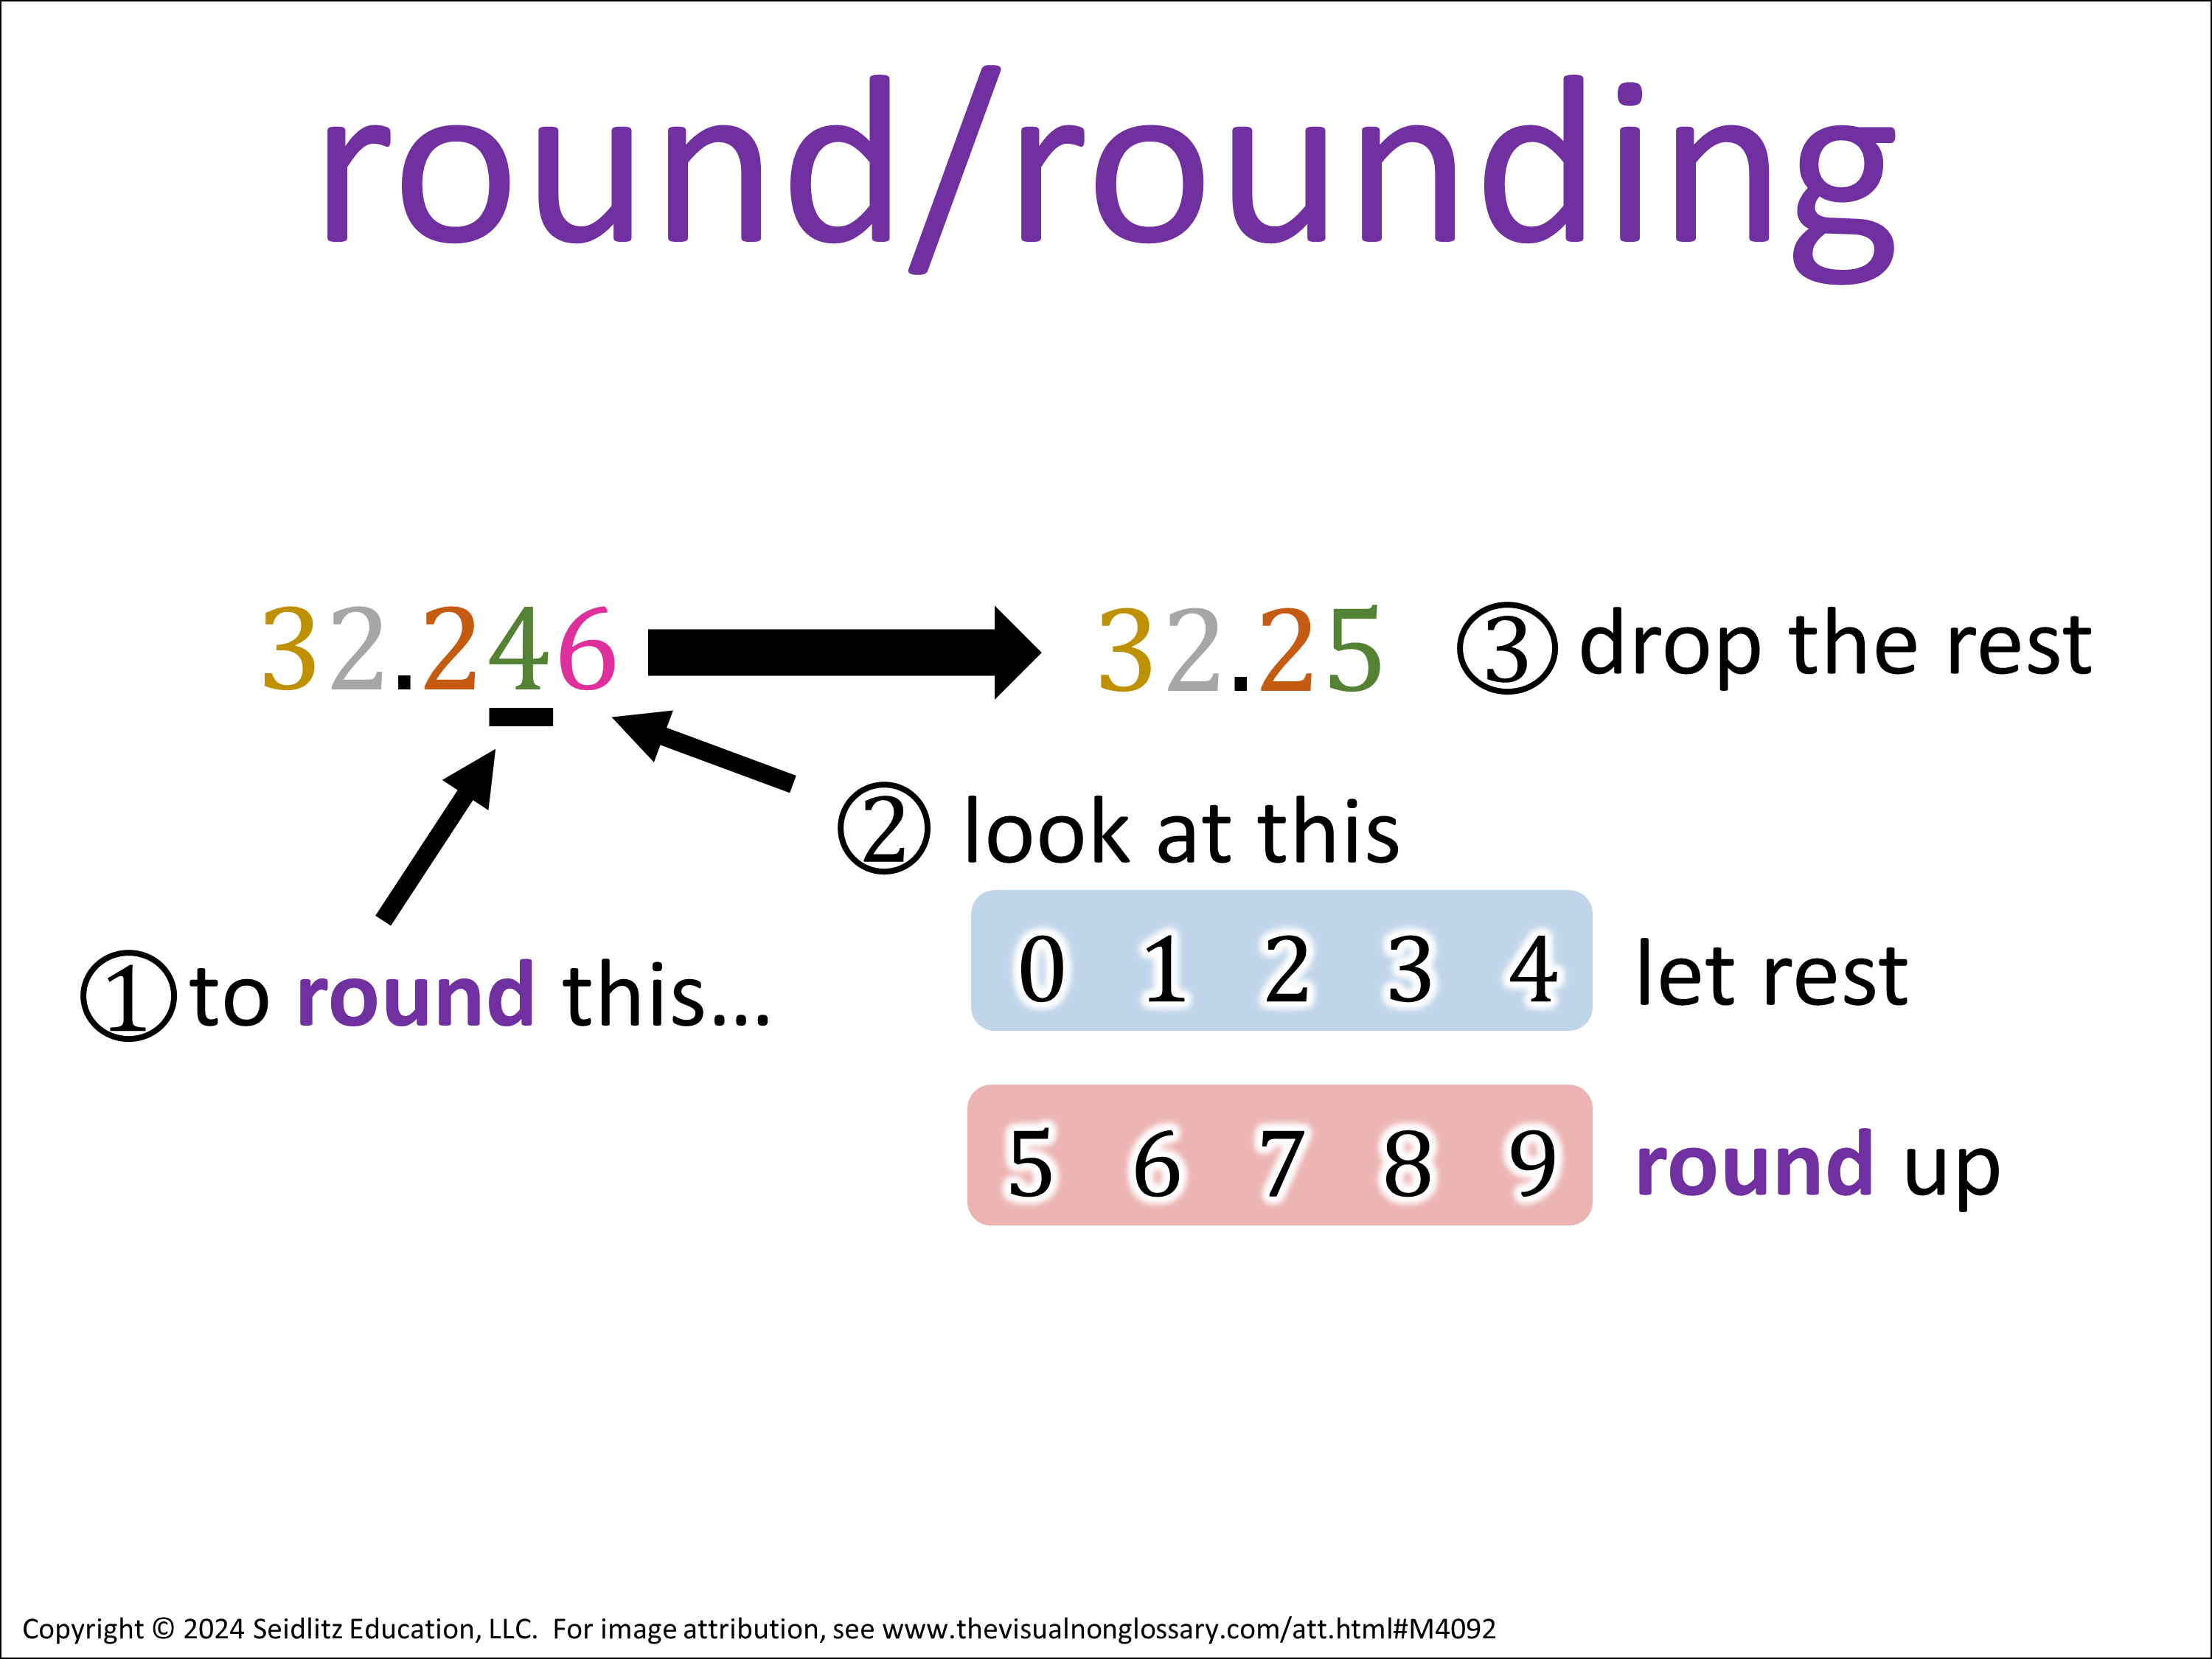 round/rounding
32.246
32.25
③ drop the rest
② look at this
① to round this...
0 1 2 3 4
let rest
5 6 7 8 9
round up
Copyright © 2024 Seidlitz Education, LLC. For image attribution, see www.thevisualnonglossary.com/att.html#M4092